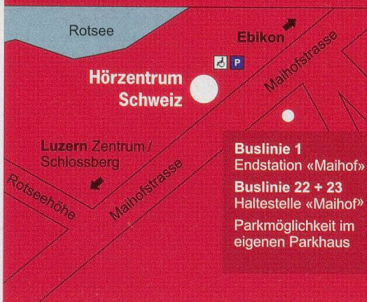 Rotsee
Ebikon
P
Maihofstrasse
Hörzentrum
Schweiz
Luzern Zentrum/
Schlossberg
Rotseehöhe
Maihofstrasse
Buslinie 1
Endstation «Maihof»
Buslinie 22 + 23
Haltestelle «Maihof»
Parkmöglichkeit im
eigenen Parkhaus